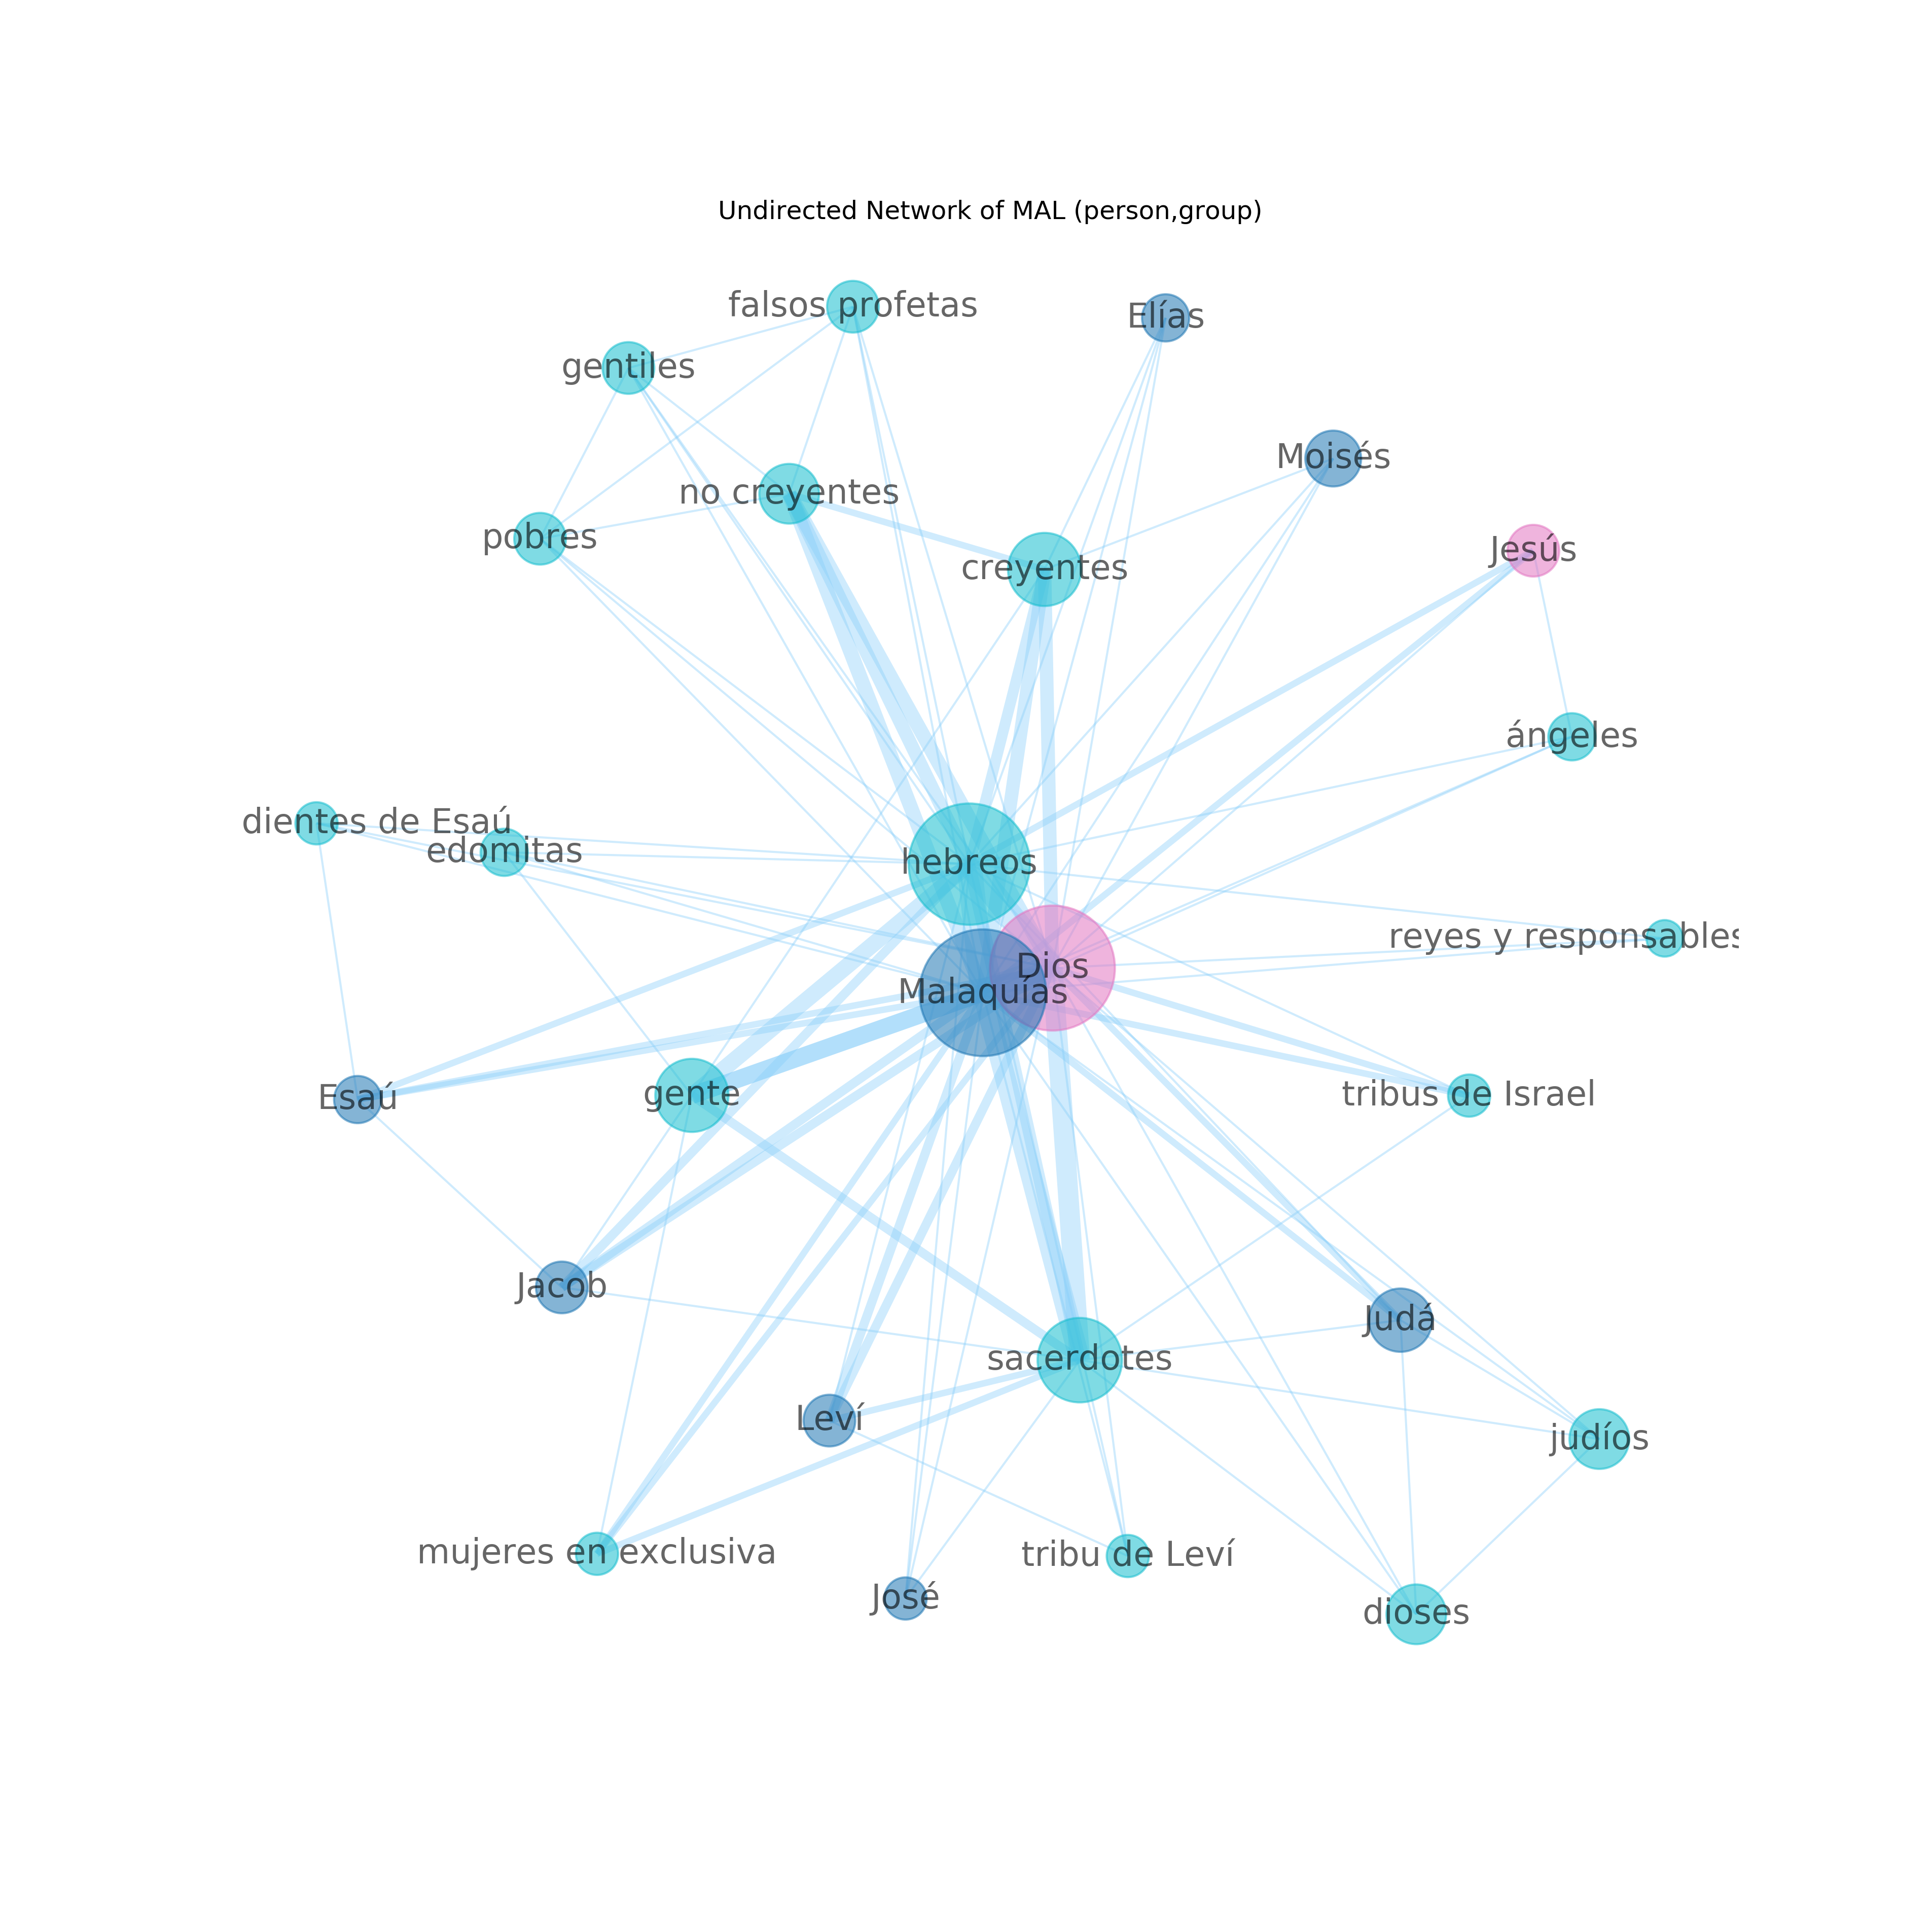 Undirected Network of MAL (person,group)
falsos profetas
Elías
gentiles
Moisés
no creyentes
pobres
Jesús
creyentes
ángeles
dientes de Esaú
edomitas
hebreos
reyes y responsables
Dios
Malaquías
gente
tribus de Israel
Esaú
Jacob
Judá
sacerdotes
Leví
judíos
mujeres en exclusiva
tribu de Leví
José
dioses